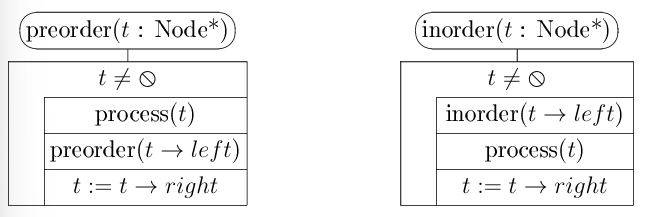 preorder(t : Node*)
t ≠ ⦸
process(t)
preorder(t → left)
t := t → right
inorder(t : Node*)
t ≠ ⦸
inorder(t → left)
process(t)
t := t → right